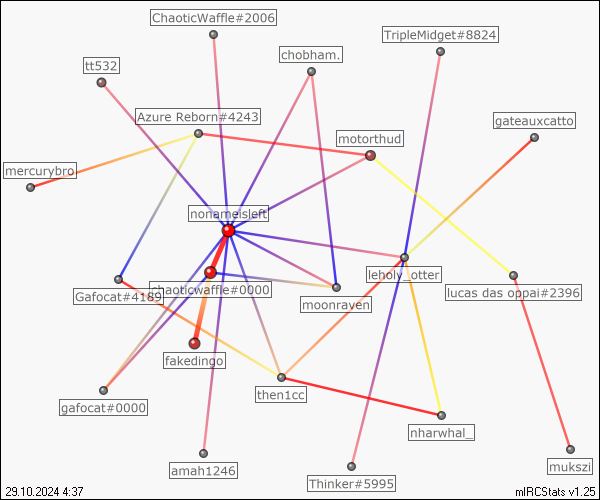 ChaoticWaffle#2006
TripleMidget#8824
chobham.
tt532
Azure Reborn#4243
gateauxcatto
motorthud
mercurybro
nonameisleft
leholy_otter
chaoticwaffle#0000
Gafocat#4189
lucas das oppai#2396
moonraven
fakedingo
then1cc
gafocat#0000
nharwhal_
amah1246
mukszi
Thinker#5995
29.10.2024 4:37
mIRCStats v1.25